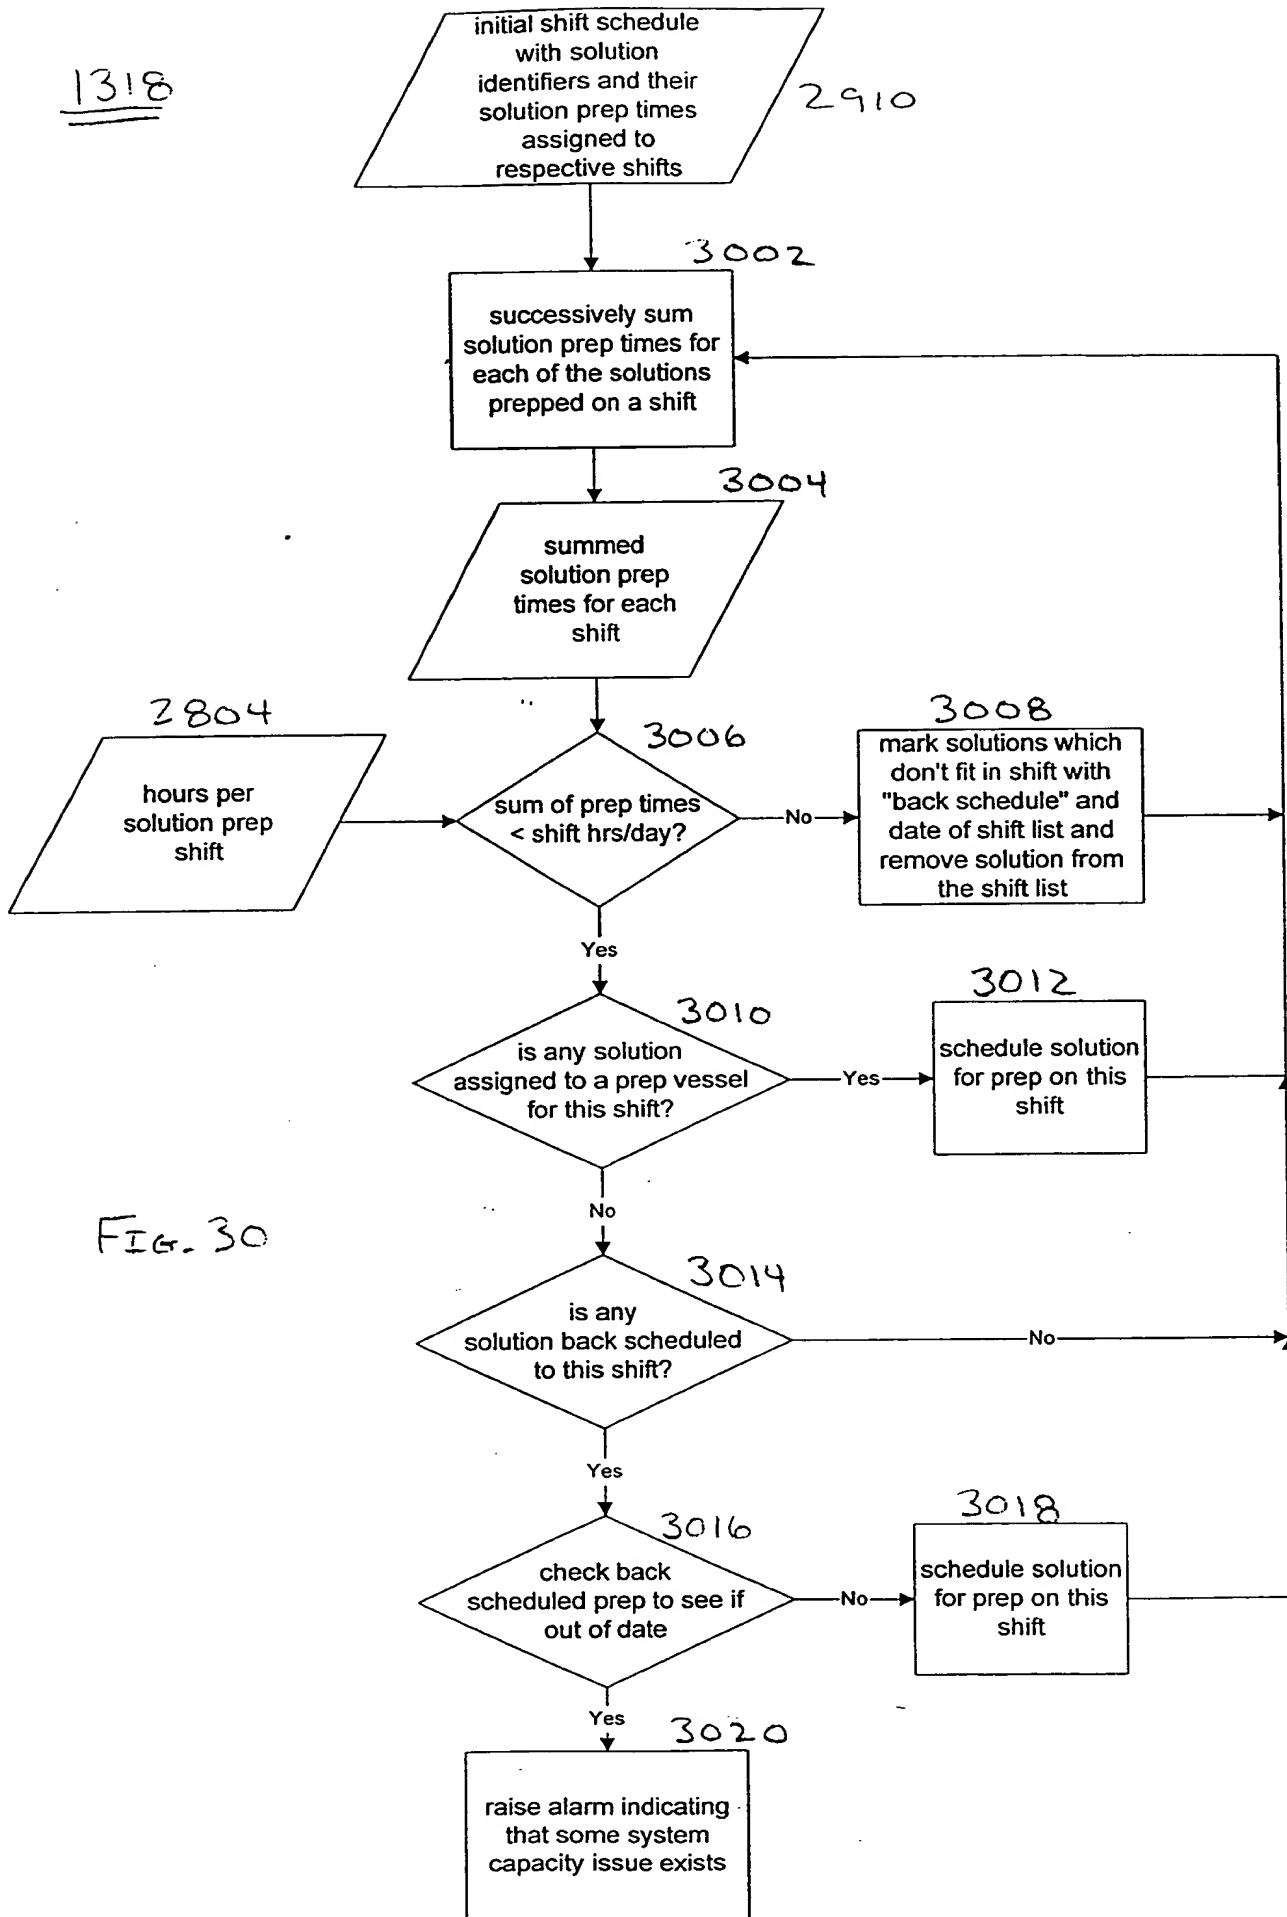 initial shift schedule
with solution
identifiers and their
solution prep times
assigned to
respective shifts
1318
2910
3002
successively sum
solution prep times for
each of the solutions
prepped on a shift
3004
summed
solution prep
times for each
shift
2804
hours per
solution prep
shift
3006
sum of prep times
< shift hrs/day?
No
3008
mark solutions which
don't fit in shift with
"back schedule" and
date of shift list and
remove solution from
the shift list
Yes
3010
is any solution
assigned to a prep vessel
for this shift?
Yes
3012
schedule solution
for prep on this
shift
No
FIG. 30
3014
is any
solution back scheduled
to this shift?
No
Yes
3016
check back
scheduled prep to see if
out of date
No
3018
schedule solution
for prep on this
shift
Yes
3020
raise alarm indicating
that some system
capacity issue exists